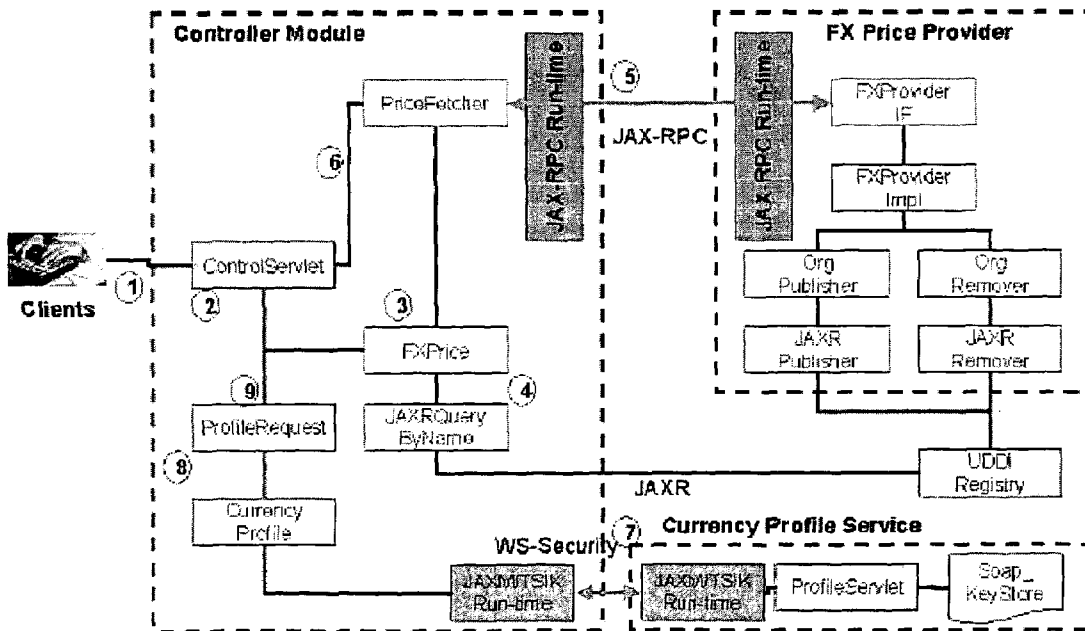 Controller Module
FX Price Provider
PriceFetcher
JAX-RPC Run-time
5
JAX-RPC
JAX-RPC Run-time
FXProvider
IF
6
FXProvider
Impl
Clients
1
ControlServlet
2
Org
Publisher
Org
Remover
3
FXPrice
JAXR
Publisher
JAXR
Remover
9
4
ProfileRequest
JAXRQuery
ByName
8
JAXR
UDDI
Registry
Currency
Profile
WS-Security
7
Currency Profile Service
JAXM/TSIK
Run-time
JAXM/TSIK
Run-time
ProfileServlet
Soap_
KeyStore